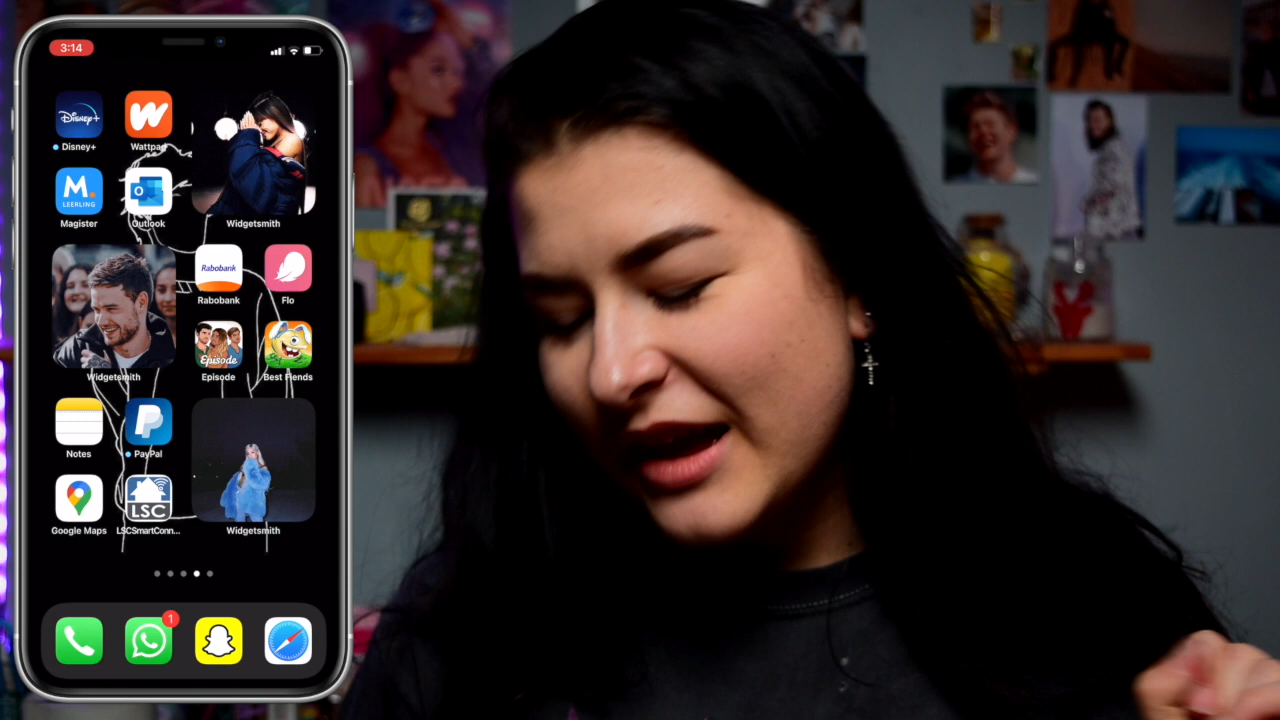 3:14
Disney+
Disney+
W
Wattpad
M.
LEERLING
Magister
O
Outlook
Widgetsmith
Widgetsmith
Rabobank
Rabobank
Flo
Episode
Episode
Best Fiends
Notes
PayPal
Widgetsmith
Google Maps
LSC
LSCSmartConn...
1